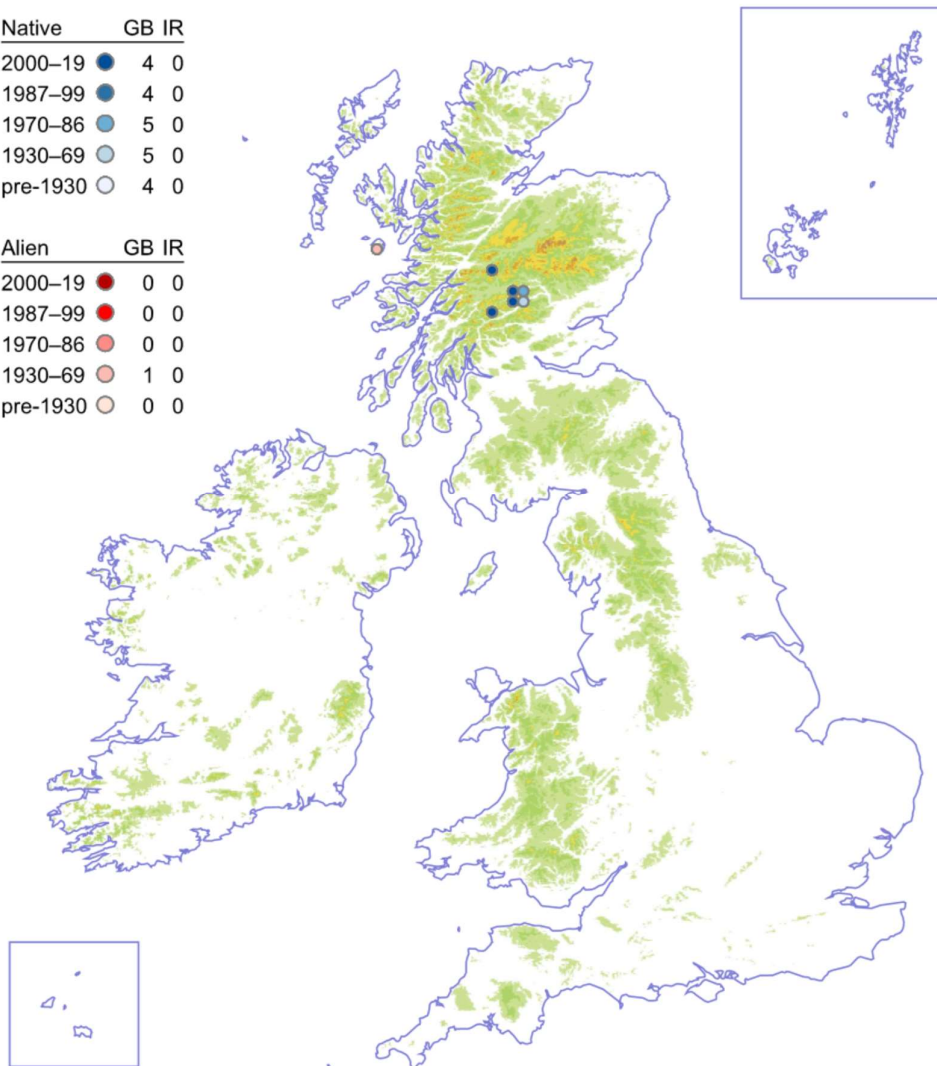 Native GB IR
2000–19 4 0
1987–99 4 0
1970–86 5 0
1930–69 5 0
pre-1930 4 0
Alien GB IR
2000–19 0 0
1987–99 0 0
1970–86 0 0
1930–69 1 0
pre-1930 0 0